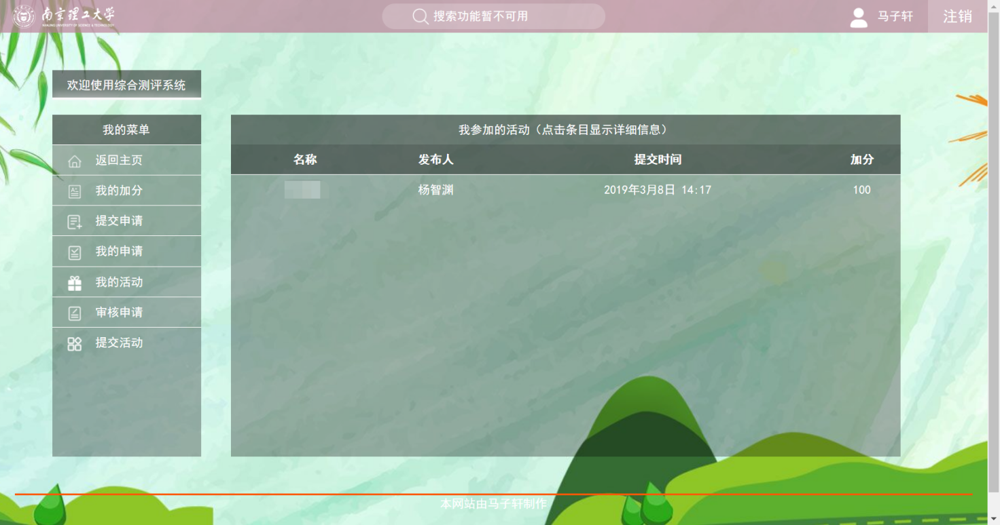 南京理工大学
NANJING UNIVERSITY OF SCIENCE & TECHNOLOGY
搜索功能暂不可用
马子轩
注销
欢迎使用综合测评系统
我的菜单
返回主页
我的加分
提交申请
我的申请
我的活动
审核申请
提交活动
我参加的活动（点击条目显示详细信息）
名称 发布人 提交时间 加分
杨智渊 2019年3月8日 14:17 100
本网站由马子轩制作